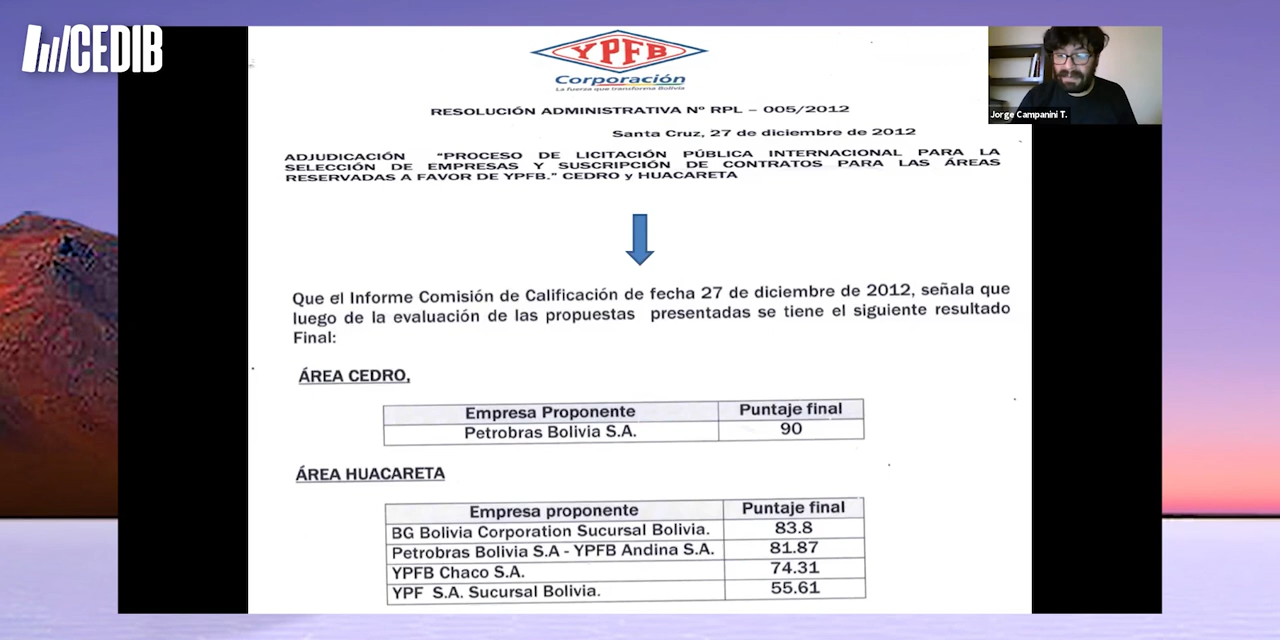 CEDIB
YPFB
Corporación
La fuerza que transforma Bolivia
Jorge Campanini T.
RESOLUCIÓN ADMINISTRATIVA Nº RPL – 005/2012
Santa Cruz, 27 de diciembre de 2012
ADJUDICACIÓN "PROCESO DE LICITACIÓN PÚBLICA INTERNACIONAL PARA LA
SELECCIÓN DE EMPRESAS Y SUSCRIPCIÓN DE CONTRATOS PARA LAS ÁREAS
RESERVADAS A FAVOR DE YPFB." CEDRO y HUACARETA
Que el Informe Comisión de Calificación de fecha 27 de diciembre de 2012, señala que
luego de la evaluación de las propuestas presentadas se tiene el siguiente resultado
Final:
ÁREA CEDRO,
Empresa Proponente Puntaje final
Petrobras Bolivia S.A. 90
ÁREA HUACARETA
Empresa proponente Puntaje final
BG Bolivia Corporation Sucursal Bolivia. 83.8
Petrobras Bolivia S.A - YPFB Andina S.A. 81.87
YPFB Chaco S.A. 74.31
YPF S.A. Sucursal Bolivia. 55.61